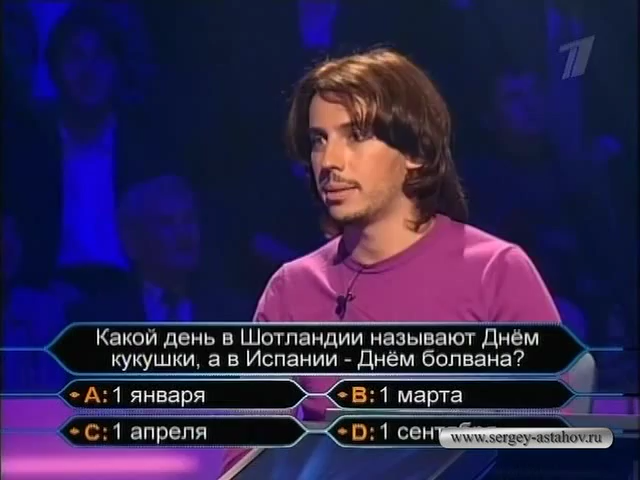 1
Какой день в Шотландии называют Днём
кукушки, а в Испании - Днём болвана?
A: 1 января
B: 1 марта
C: 1 апреля
D: 1
www.sergey-astahov.ru